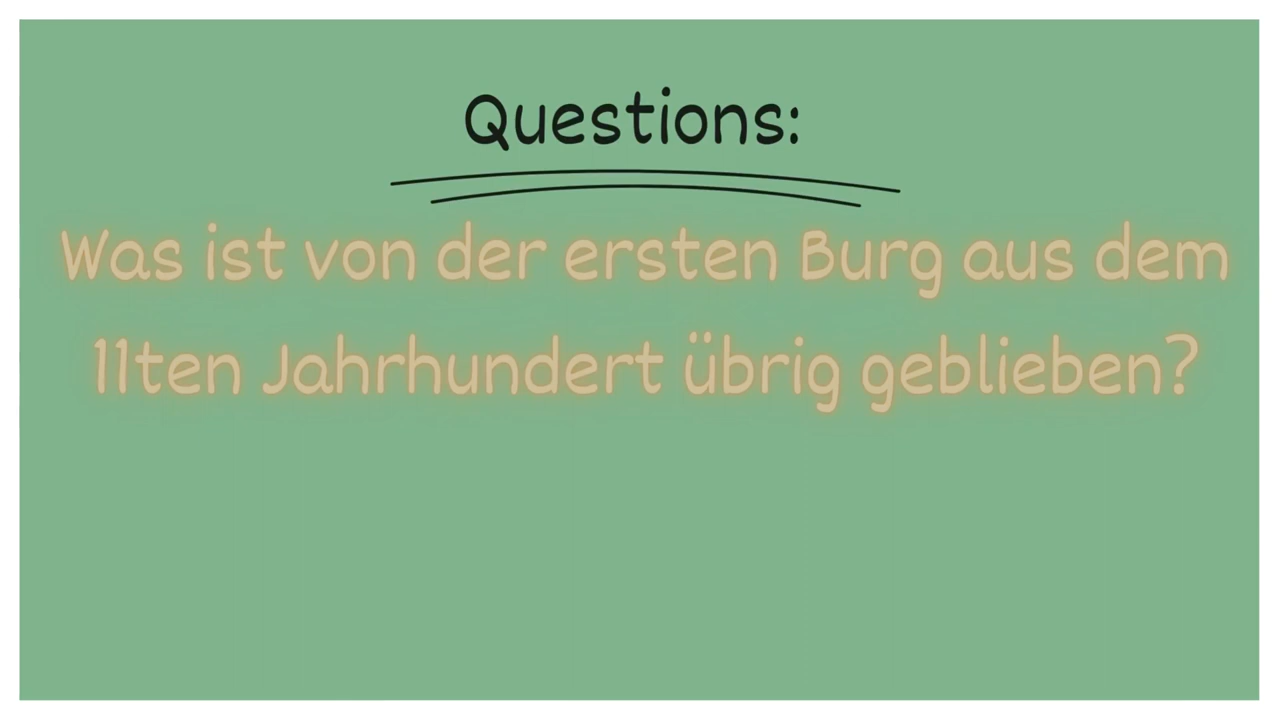 Questions:
Was ist von der ersten Burg aus dem
11ten Jahrhundert übrig geblieben?